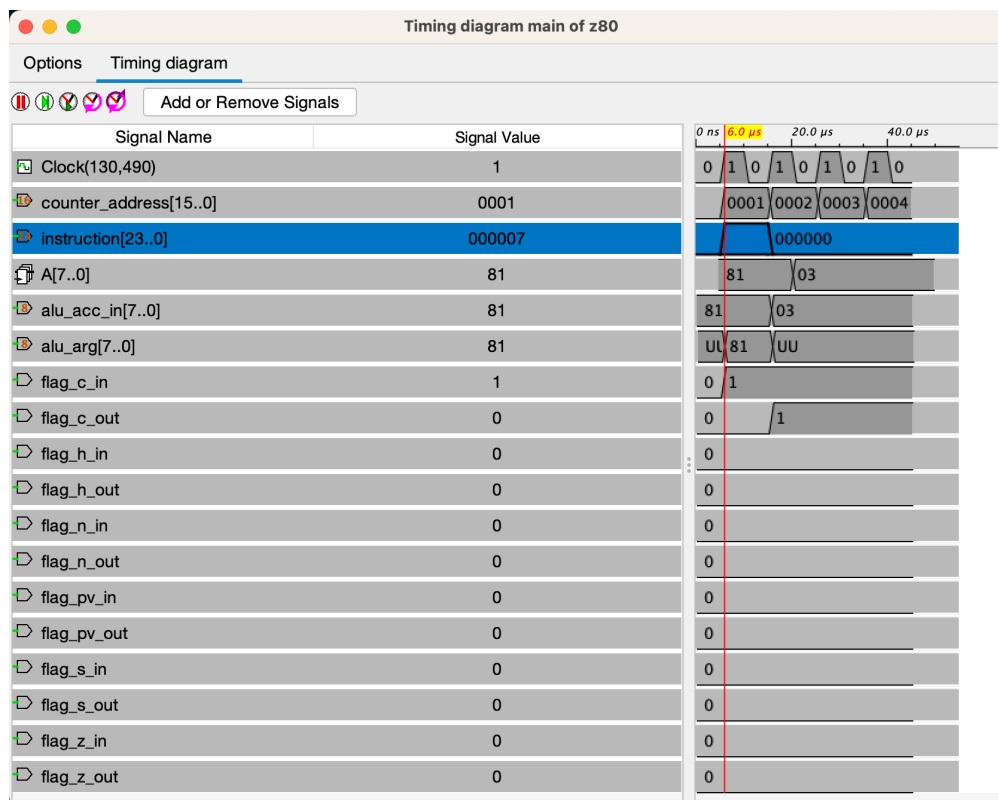 Timing diagram main of z80
Options Timing diagram
Add or Remove Signals
Signal Name Signal Value 0 ns 6.0 µs 20.0 µs 40.0 µs
Clock(130,490) 1 0 1 0 1 0 1 0 1 0
counter_address[15..0] 0001 0001 0002 0003 0004
instruction[23..0] 000007 000000
A[7..0] 81 81 03
alu_acc_in[7..0] 81 81 03
alu_arg[7..0] 81 UU 81 UU
flag_c_in 1 0 1
flag_c_out 0 0 1
flag_h_in 0 0
flag_h_out 0 0
flag_n_in 0 0
flag_n_out 0 0
flag_pv_in 0 0
flag_pv_out 0 0
flag_s_in 0 0
flag_s_out 0 0
flag_z_in 0 0
flag_z_out 0 0